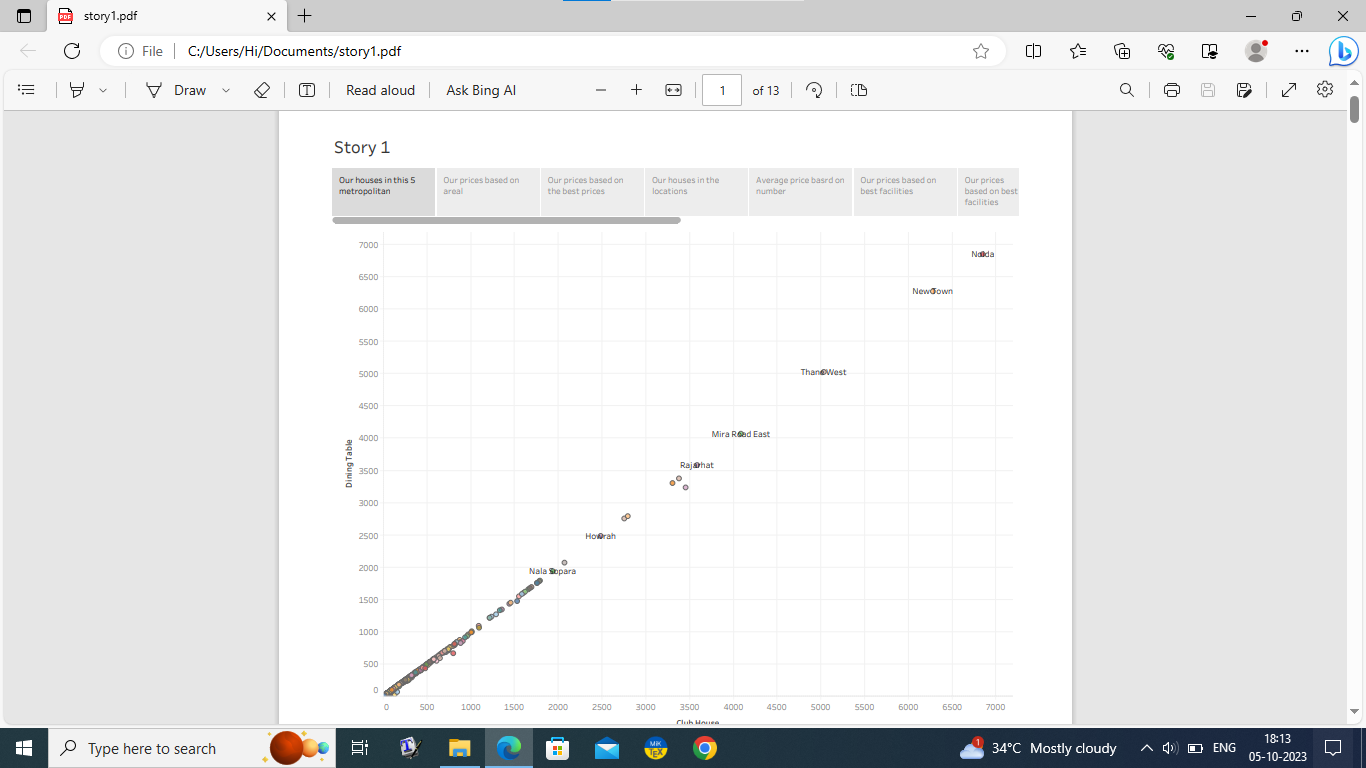 story1.pdf
File
C:/Users/Hi/Documents/story1.pdf
Draw
Read aloud
Ask Bing AI
1
of 13
Story 1
Our houses in this 5
metropolitan
Our prices based on
areal
Our prices based on
the best prices
Our houses in the
locations
Average price basrd on
number
Our prices based on
best facilities
Our prices
based on best
facilities
7000
Noida
6500
NewTown
6000
5500
5000
Thane West
4500
4000
Mira Road East
Rajarhat
3500
3000
2500
Howrah
2000
Nala Sopara
1500
1000
500
0
Dining Table
0 500 1000 1500 2000 2500 3000 3500 4000 4500 5000 5500 6000 6500 7000
Club House
Type here to search
1
34°C Mostly cloudy
ENG
18:13
05-10-2023